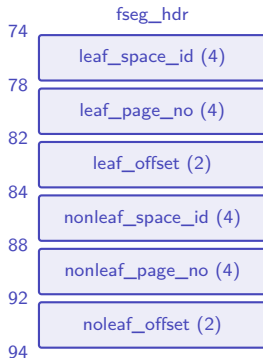 fseg_hdr
74
leaf_space_id (4)
78
leaf_page_no (4)
82
leaf_offset (2)
84
nonleaf_space_id (4)
88
nonleaf_page_no (4)
92
noleaf_offset (2)
94